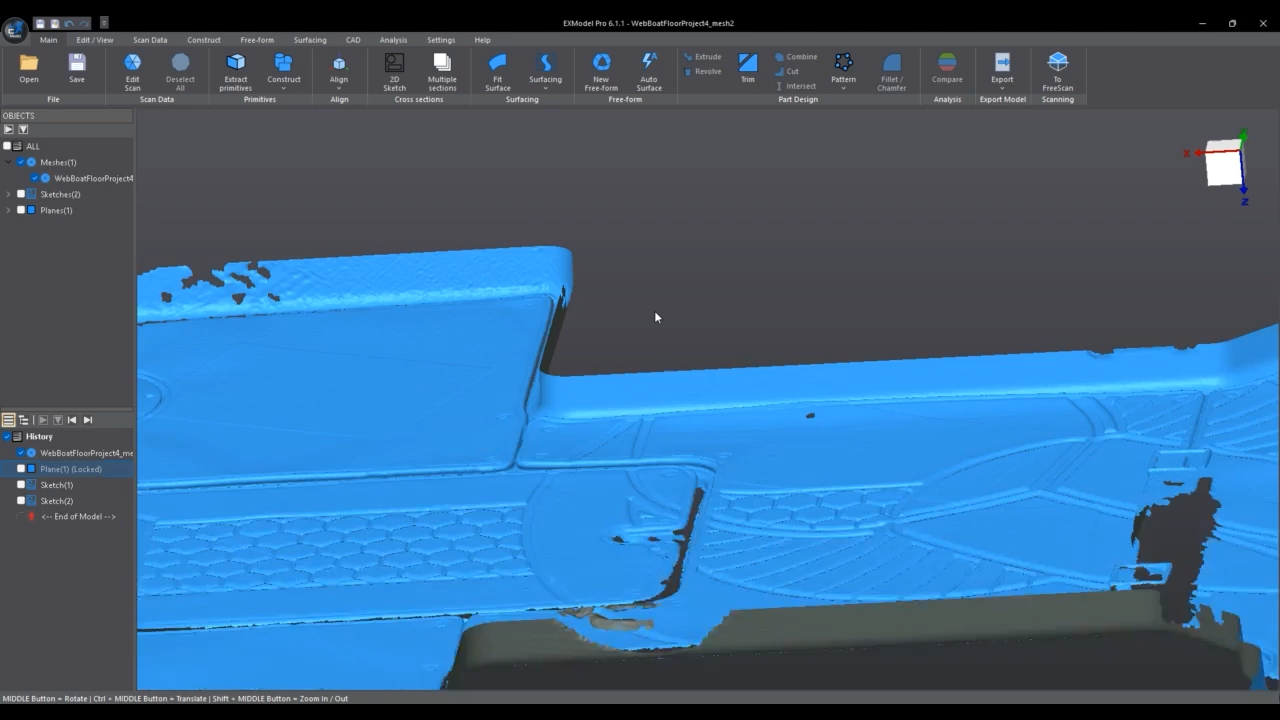 EXModel Pro 6.1.1 - WebBoatFloorProject4_mesh2
Main Edit / View Scan Data Construct Free-form Surfacing CAD Analysis Settings Help
Open Save Edit Scan Deselect All Extract primitives Construct Align 2D Sketch Multiple sections Fit Surface Surfacing New Free-form Auto Surface Extrude Revolve Trim Combine Cut Intersect Pattern Fillet / Chamfer Compare Export To FreeScan
File Scan Data Primitives Align Cross sections Surfacing Free-form Part Design Analysis Export Model Scanning
OBJECTS
ALL
Meshes(1)
WebBoatFloorProject4
Sketches(2)
Planes(1)
X
Z
History
WebBoatFloorProject4_me
Plane(1) (Locked)
Sketch(1)
Sketch(2)
<-- End of Model -->
MIDDLE Button = Rotate | Ctrl + MIDDLE Button = Translate | Shift + MIDDLE Button = Zoom In / Out